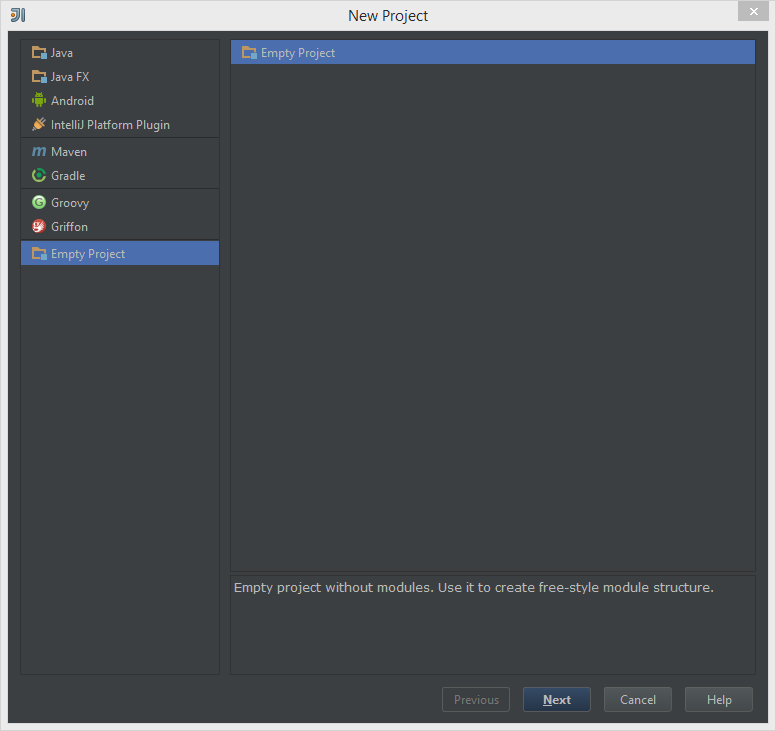 New Project
Java
Java FX
Android
IntelliJ Platform Plugin
Maven
Gradle
Groovy
Griffon
Empty Project
Empty Project
Empty project without modules. Use it to create free-style module structure.
Previous
Next
Cancel
Help